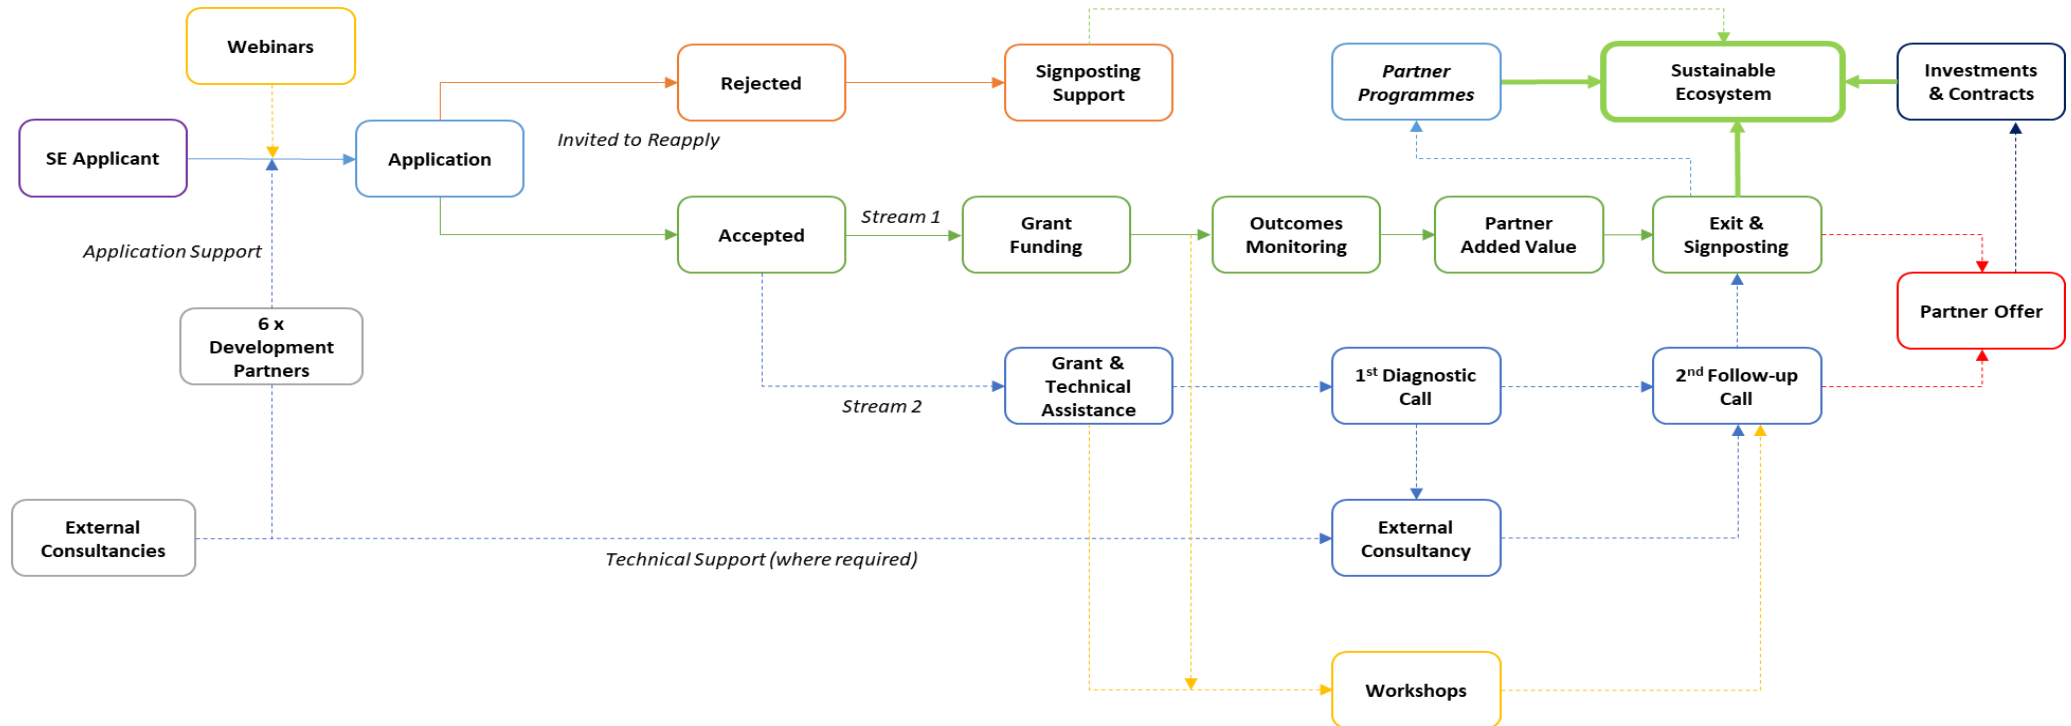 Webinars
Rejected
Signposting
Support
Partner
Programmes
Sustainable
Ecosystem
Investments
& Contracts
SE Applicant
Application
Invited to Reapply
Application Support
Accepted
Stream 1
Grant
Funding
Outcomes
Monitoring
Partner
Added Value
Exit &
Signposting
Partner Offer
6 x
Development
Partners
Stream 2
Grant &
Technical
Assistance
1st Diagnostic
Call
2nd Follow-up
Call
External
Consultancies
Technical Support (where required)
External
Consultancy
Workshops